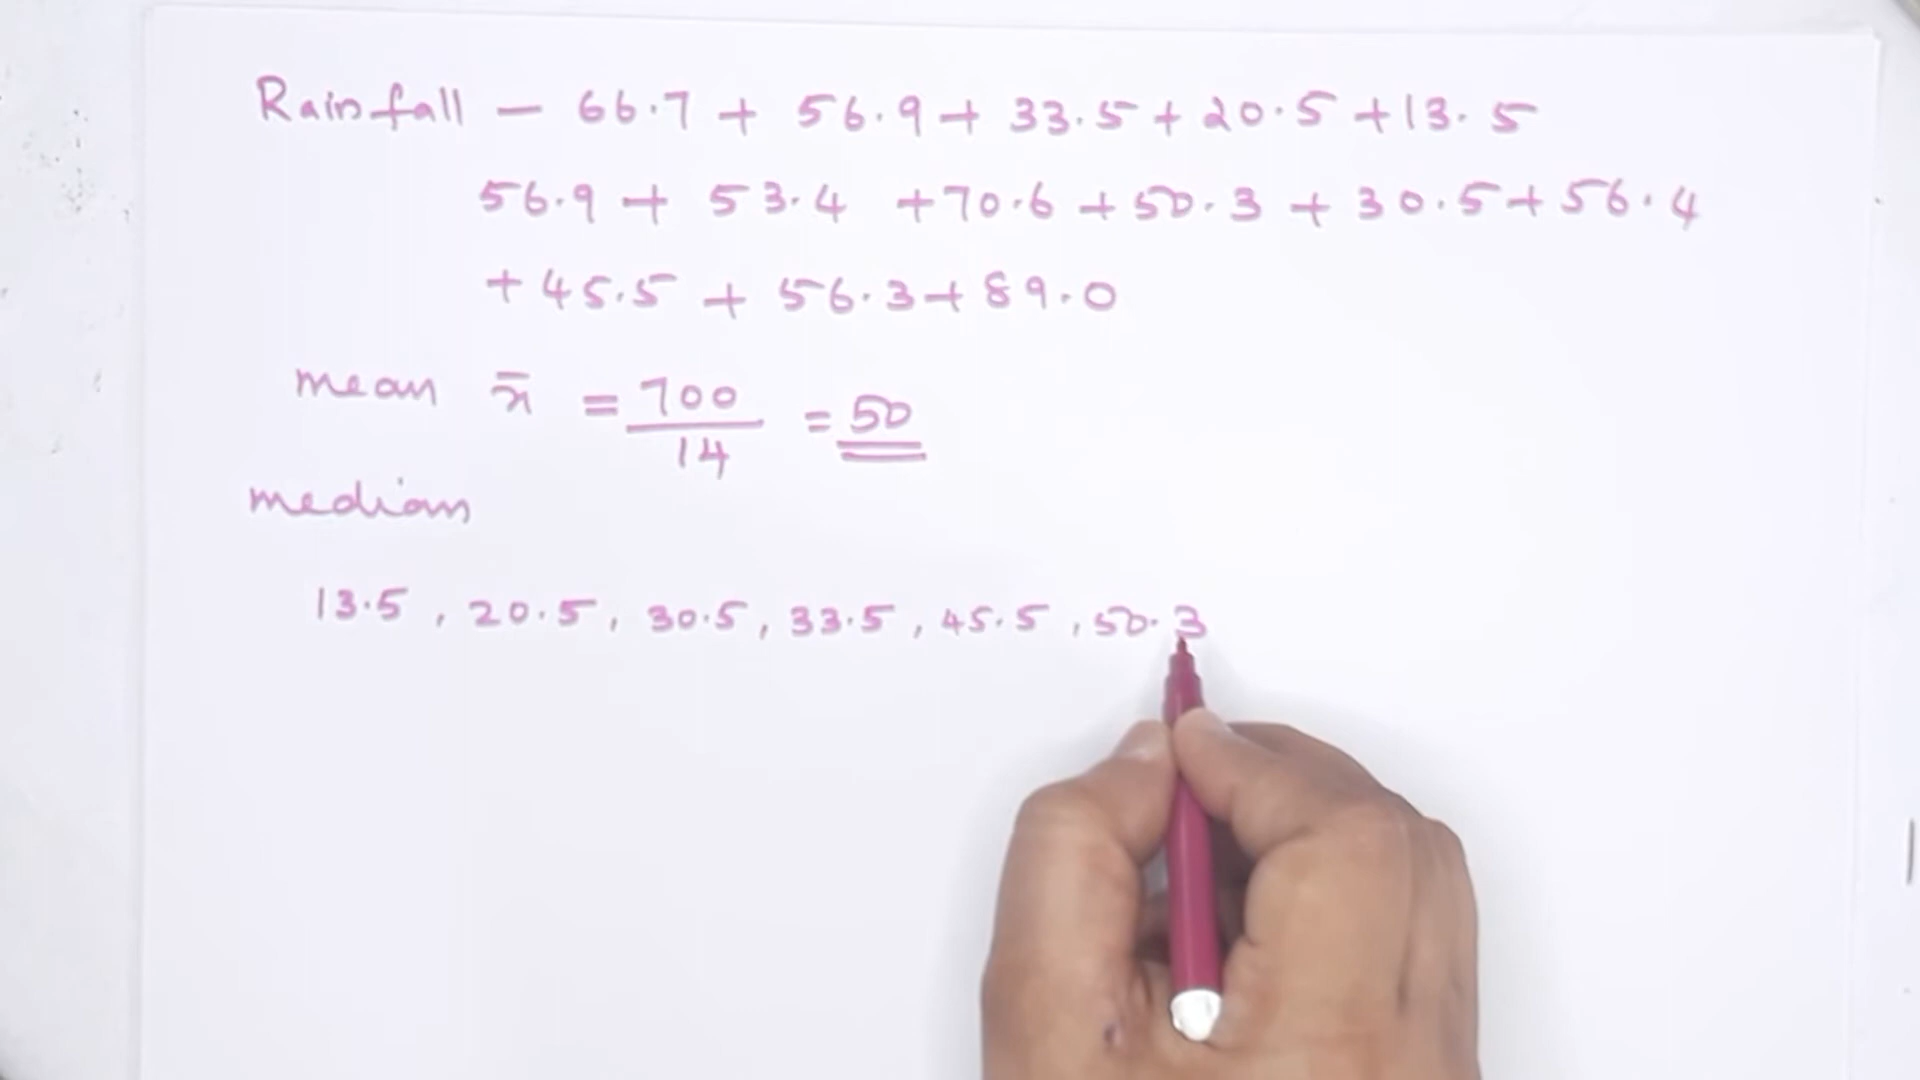 Rainfall - 66.7 + 56.9 + 33.5 + 20.5 + 13.5
56.9 + 53.4 + 70.6 + 50.3 + 30.5 + 56.4
+ 45.5 + 56.3 + 89.0
mean x̄ = 700/14 = 50
median
13.5 , 20.5 , 30.5 , 33.5 , 45.5 , 50.3